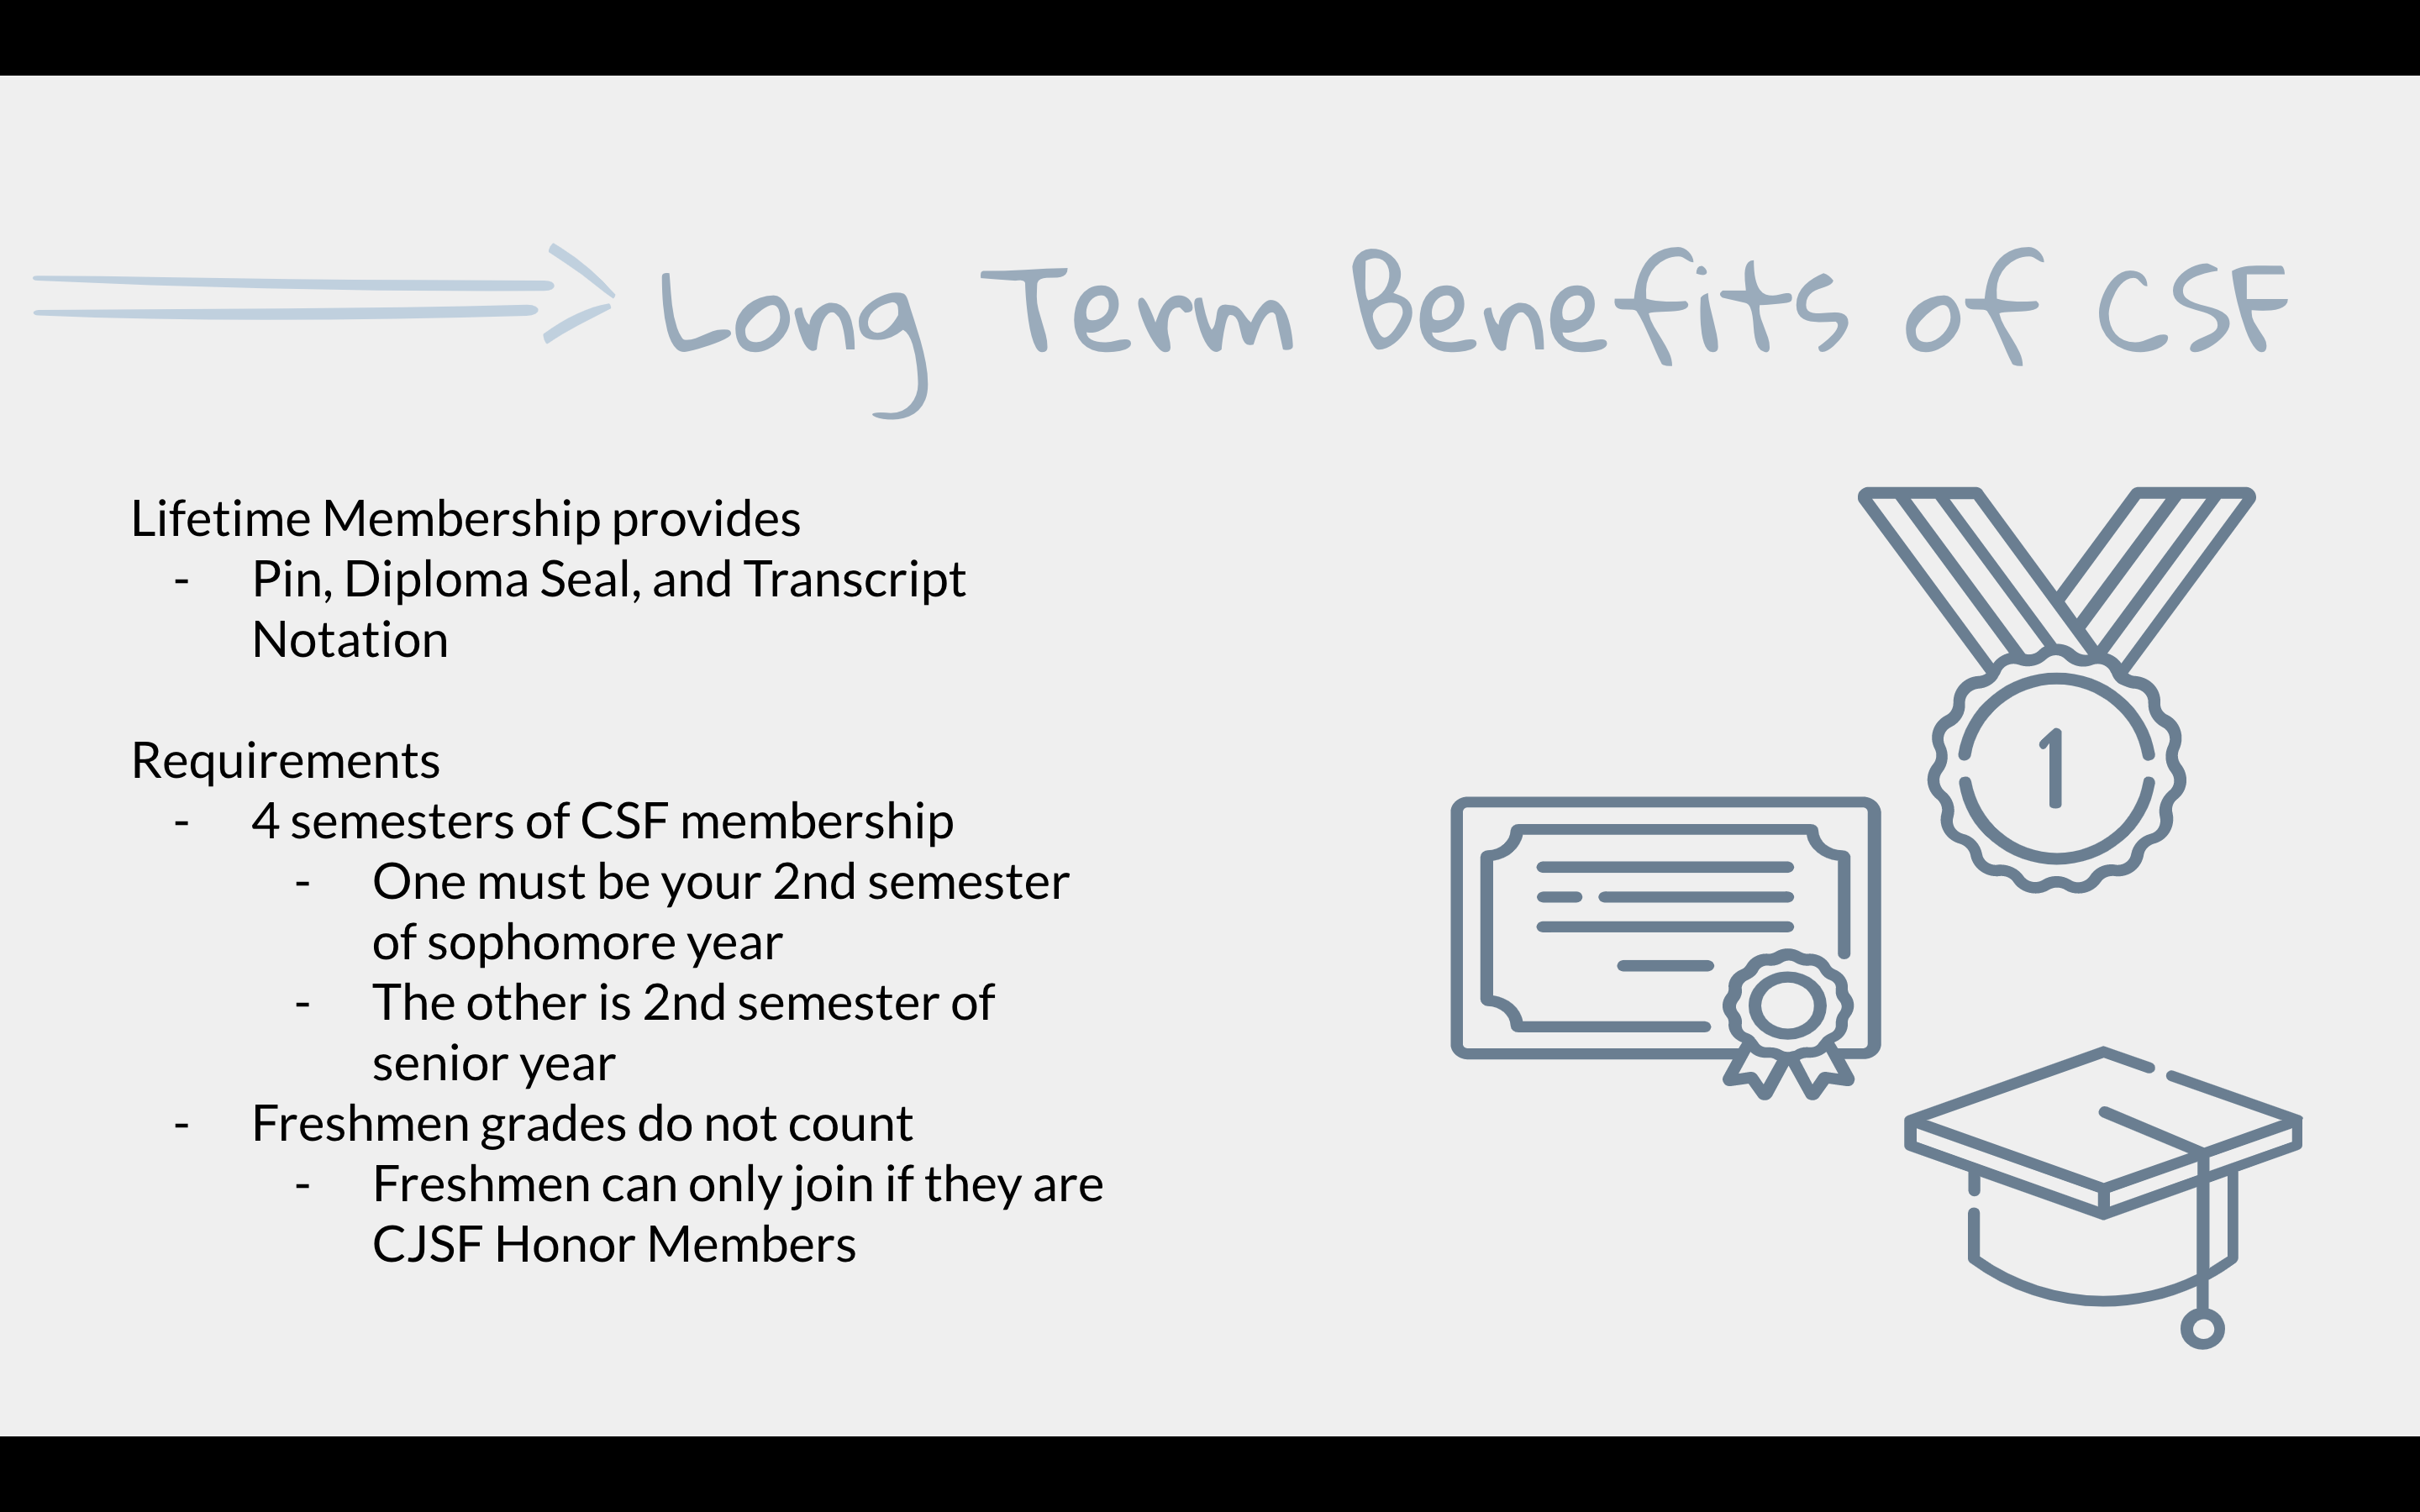 Long Term Benefits of CSF
Lifetime Membership provides
- Pin, Diploma Seal, and Transcript
Notation
Requirements
- 4 semesters of CSF membership
- One must be your 2nd semester
of sophomore year
- The other is 2nd semester of
senior year
- Freshmen grades do not count
- Freshmen can only join if they are
CJSF Honor Members
1